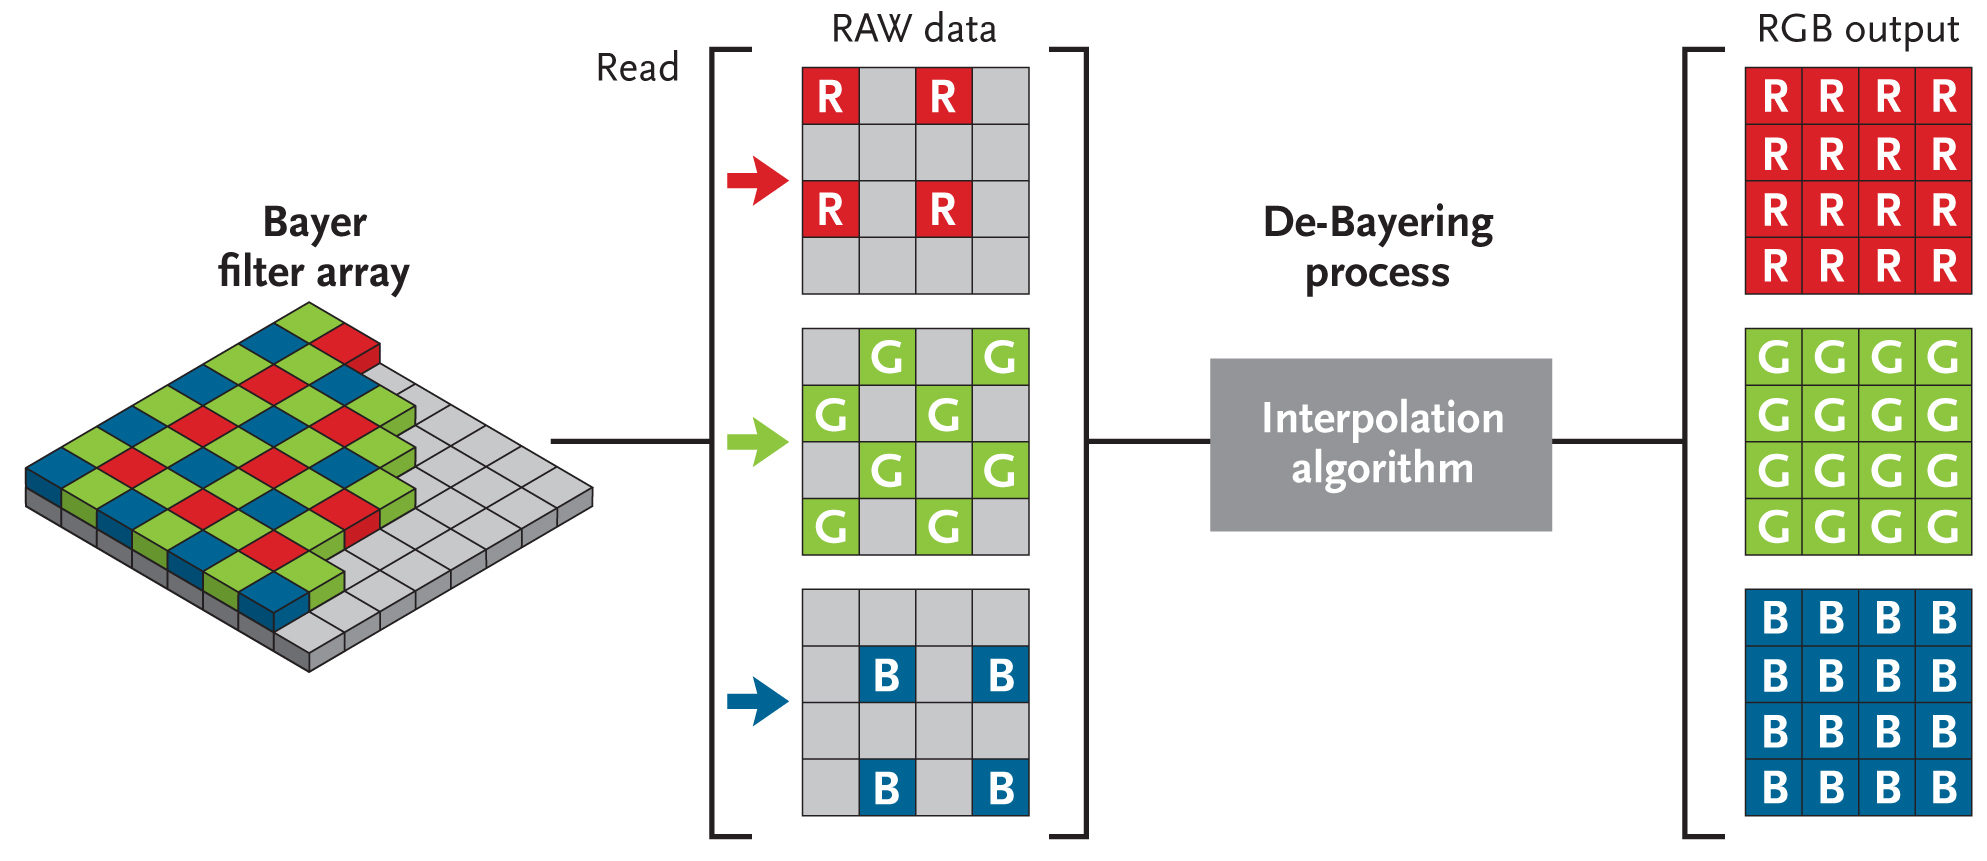 Bayer
filter array
Read
RAW data
R R
R R
G G
G G
G G
G G
B B
B B
De-Bayering
process
Interpolation
algorithm
RGB output
R R R R
R R R R
R R R R
R R R R
G G G G
G G G G
G G G G
G G G G
B B B B
B B B B
B B B B
B B B B